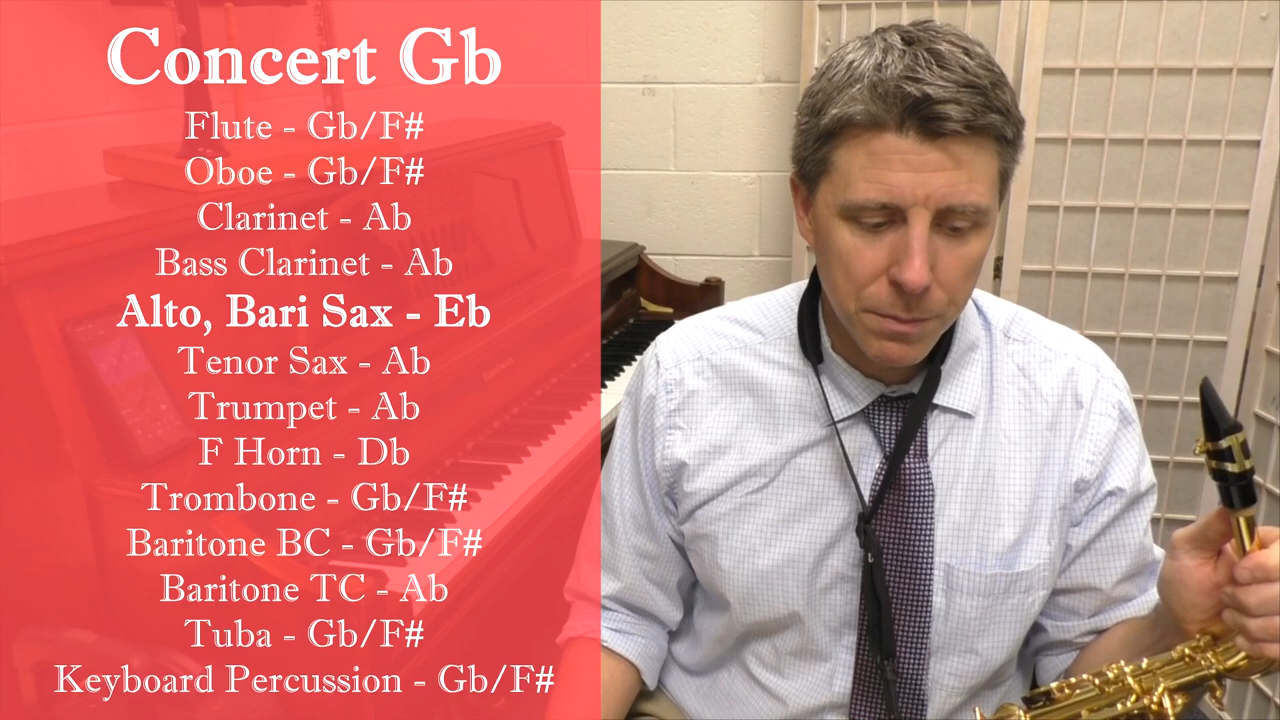 Concert Gb
Flute - Gb/F#
Oboe - Gb/F#
Clarinet - Ab
Bass Clarinet - Ab
Alto, Bari Sax - Eb
Tenor Sax - Ab
Trumpet - Ab
F Horn - Db
Trombone - Gb/F#
Baritone BC - Gb/F#
Baritone TC - Ab
Tuba - Gb/F#
Keyboard Percussion - Gb/F#